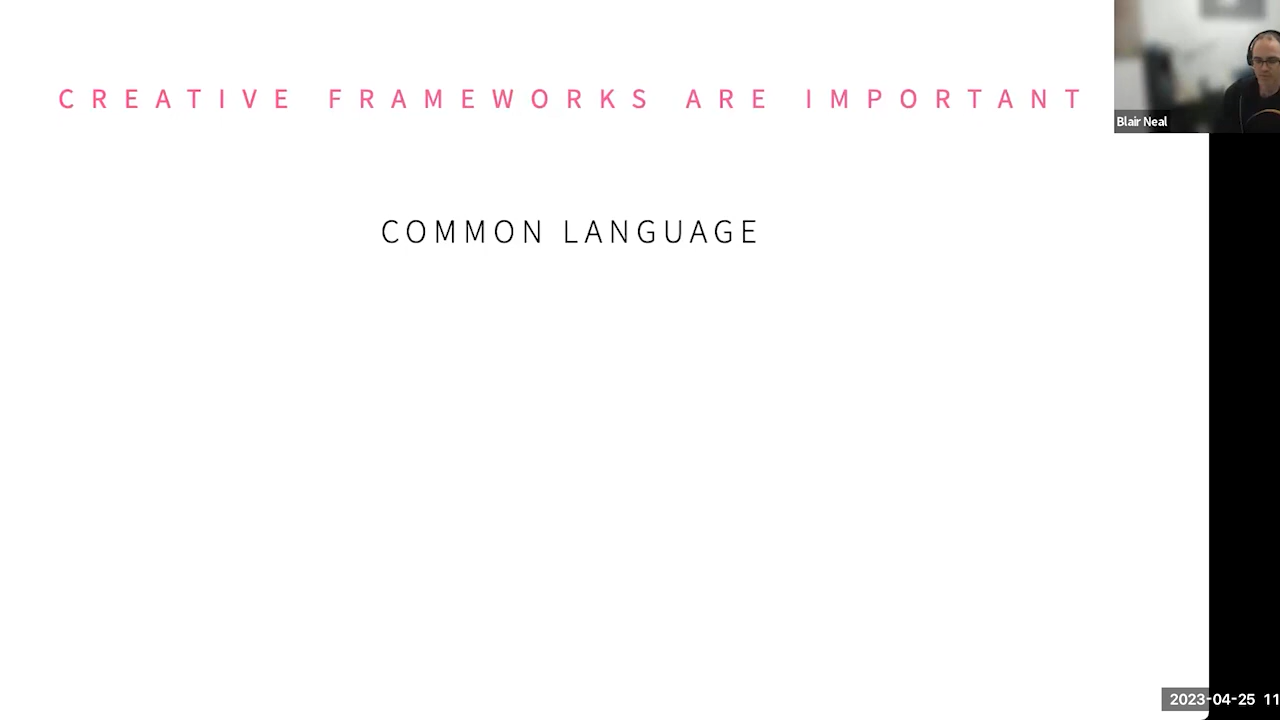 CREATIVE FRAMEWORKS ARE IMPORTANT
Blair Neal
COMMON LANGUAGE
2023-04-25 11